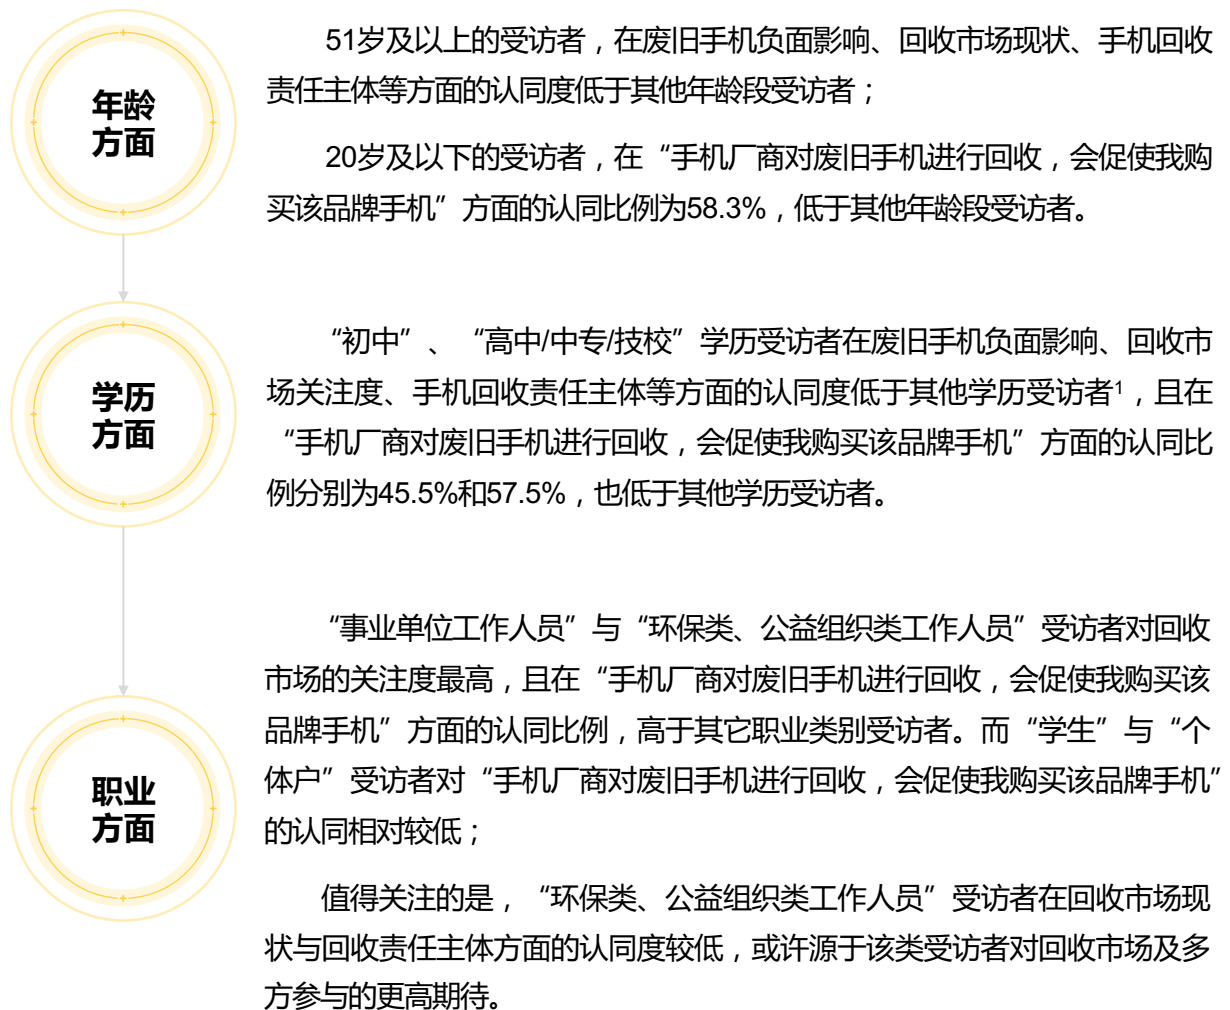 年龄
方面
51岁及以上的受访者，在废旧手机负面影响、回收市场现状、手机回收
责任主体等方面的认同度低于其他年龄段受访者；
20岁及以下的受访者，在“手机厂商对废旧手机进行回收，会促使我购
买该品牌手机”方面的认同比例为58.3%，低于其他年龄段受访者。
学历
方面
“初中”、“高中/中专/技校”学历受访者在废旧手机负面影响、回收市
场关注度、手机回收责任主体等方面的认同度低于其他学历受访者1，且在
“手机厂商对废旧手机进行回收，会促使我购买该品牌手机”方面的认同比
例分别为45.5%和57.5%，也低于其他学历受访者。
职业
方面
“事业单位工作人员”与“环保类、公益组织类工作人员”受访者对回收
市场的关注度最高，且在“手机厂商对废旧手机进行回收，会促使我购买该
品牌手机”方面的认同比例，高于其它职业类别受访者。而“学生”与“个
体户”受访者对“手机厂商对废旧手机进行回收，会促使我购买该品牌手机”
的认同相对较低；
值得关注的是，“环保类、公益组织类工作人员”受访者在回收市场现
状与回收责任主体方面的认同度较低，或许源于该类受访者对回收市场及多
方参与的更高期待。